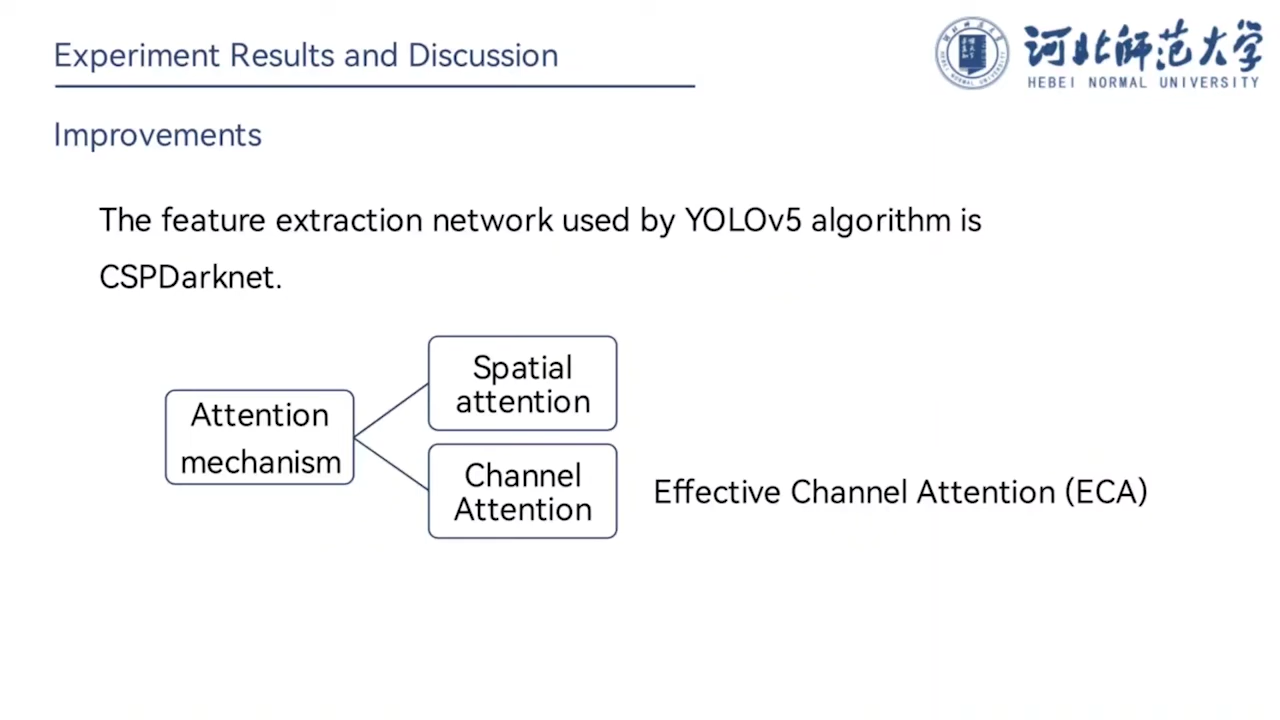 Experiment Results and Discussion
河北师范大学
HEBEI NORMAL UNIVERSITY
Improvements
The feature extraction network used by YOLOv5 algorithm is
CSPDarknet.
Attention
mechanism
Spatial
attention
Channel
Attention
Effective Channel Attention (ECA)